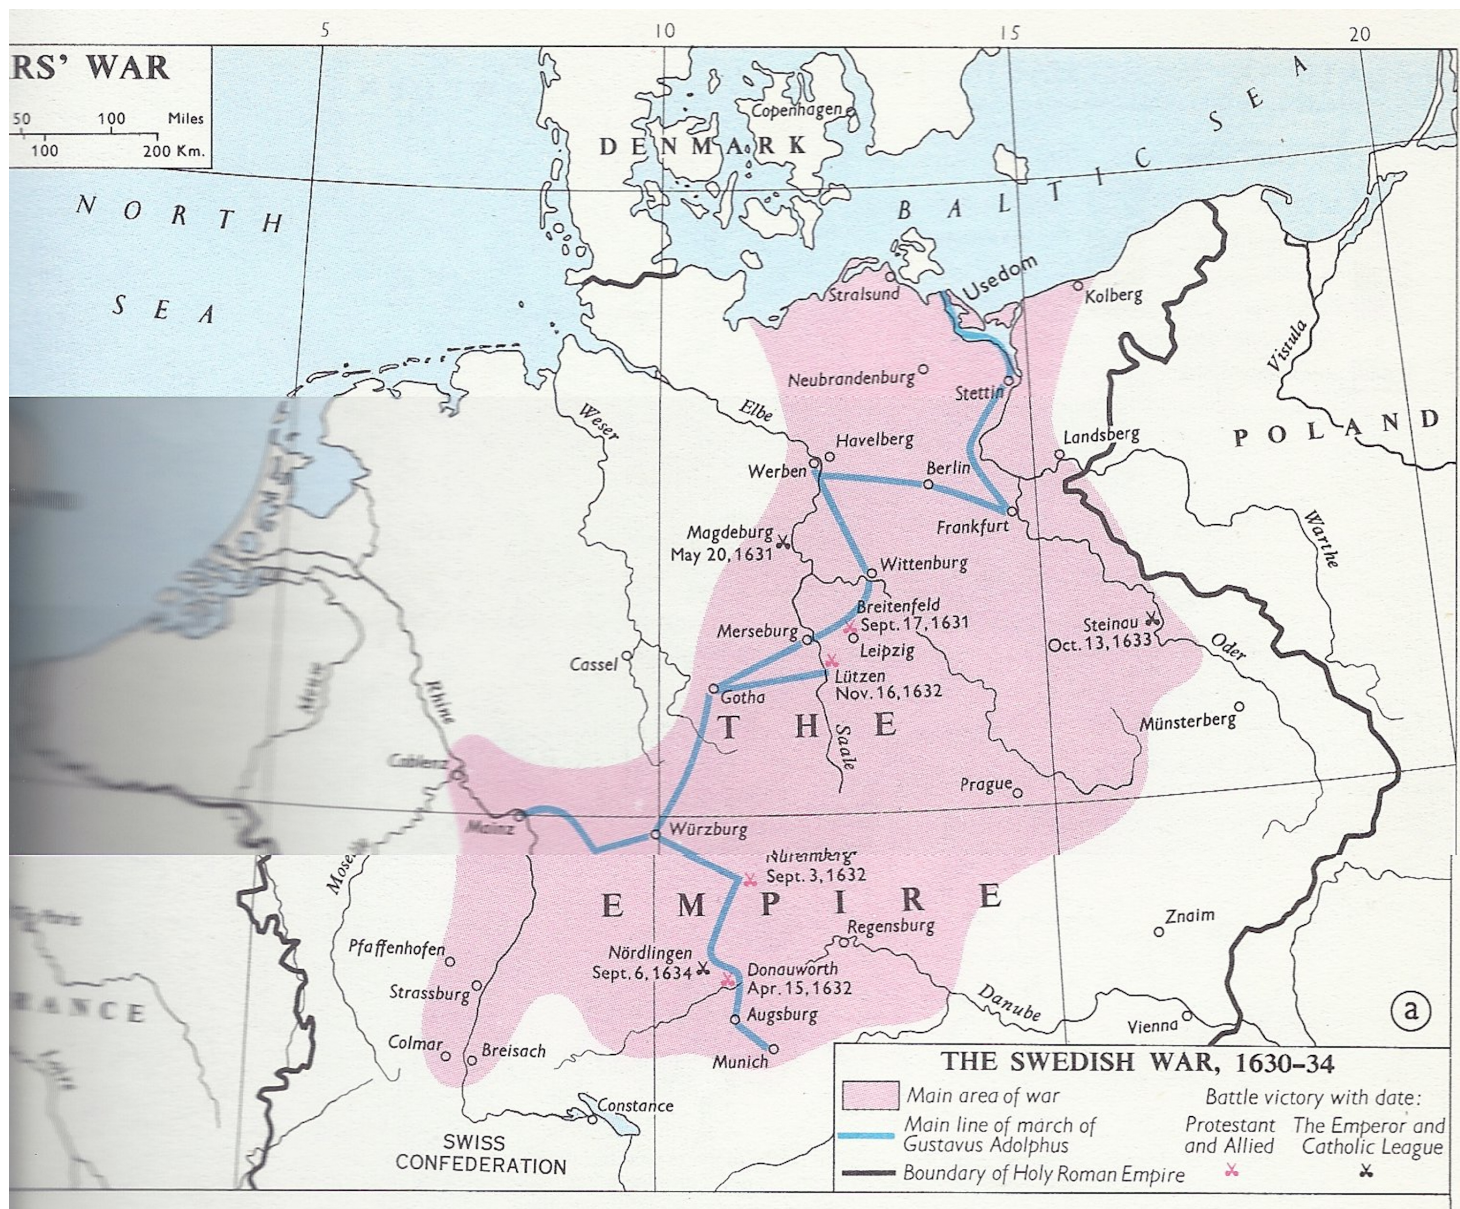 5 10 15 20
RS' WAR
50 100 Miles
100 200 Km.
NORTH
SEA
DENMARK
Copenhagen
BALTIC SEA
Stralsund
Usedom
Kolberg
Neubrandenburg
Stettin
Vistula
POLAND
Elbe
Weser
Havelberg
Werben
Berlin
Landsberg
Frankfurt
Warthe
Magdeburg
May 20, 1631
Wittenburg
Breitenfeld
Sept. 17, 1631
Merseburg
Leipzig
Steinau
Oct. 13, 1633
Oder
Cassel
Lützen
Nov. 16, 1632
Gotha
Meuse
Rhine
THE
Saale
Münsterberg
Coblenz
Prague
Mainz
Würzburg
Nuremberg
Sept. 3, 1632
EMPIRE
Paris
Pfaffenhofen
Regensburg
Znaim
Nördlingen
Sept. 6, 1634
Donauwörth
Apr. 15, 1632
Strassburg
RANCE
Augsburg
Danube
Vienna
a
Colmar
Breisach
Munich
Constance
SWISS
CONFEDERATION
THE SWEDISH WAR, 1630–34
Main area of war
Main line of march of
Gustavus Adolphus
Boundary of Holy Roman Empire
Battle victory with date:
Protestant
and Allied
The Emperor and
Catholic League